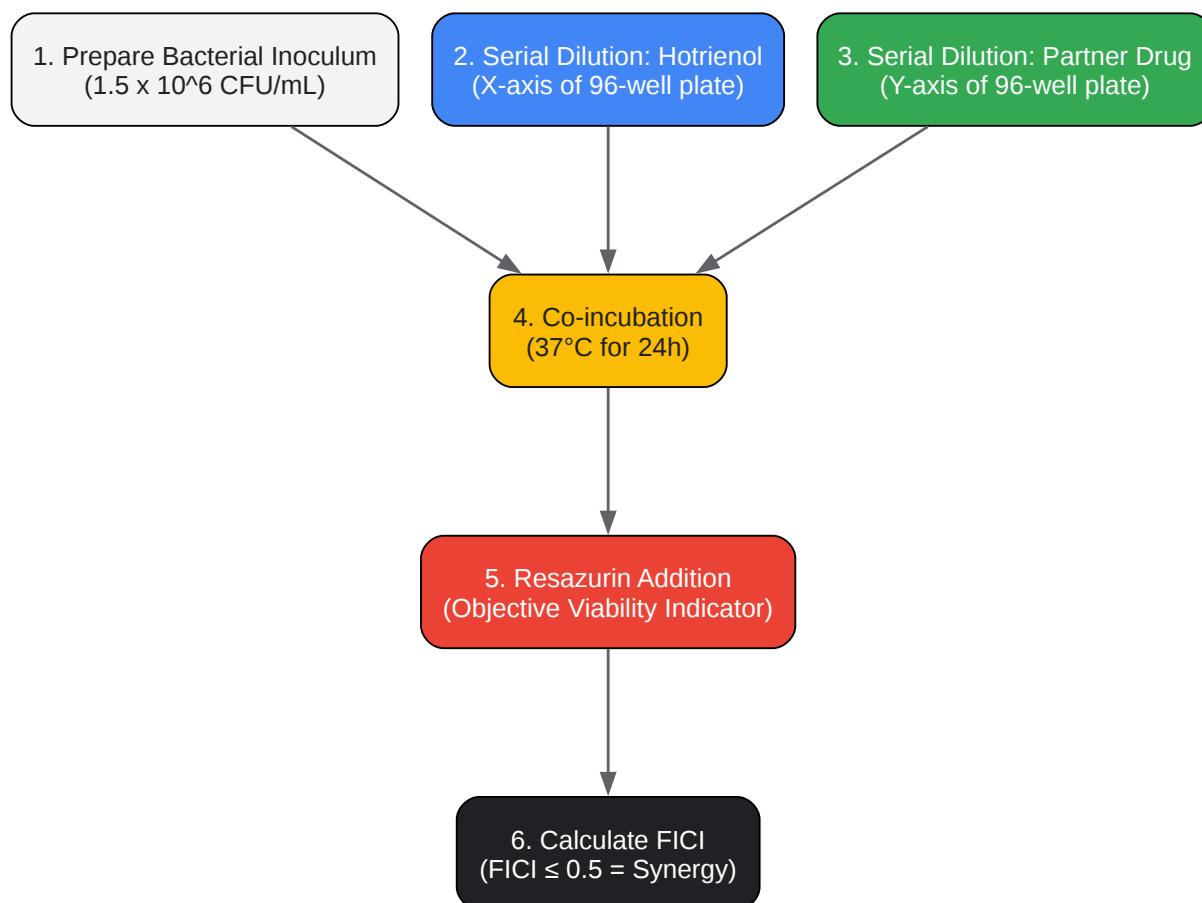 1. Prepare Bacterial Inoculum
(1.5 x 10^6 CFU/mL)
2. Serial Dilution: Hotrienol
(X-axis of 96-well plate)
3. Serial Dilution: Partner Drug
(Y-axis of 96-well plate)
4. Co-incubation
(37°C for 24h)
5. Resazurin Addition
(Objective Viability Indicator)
6. Calculate FICI
(FICI ≤ 0.5 = Synergy)